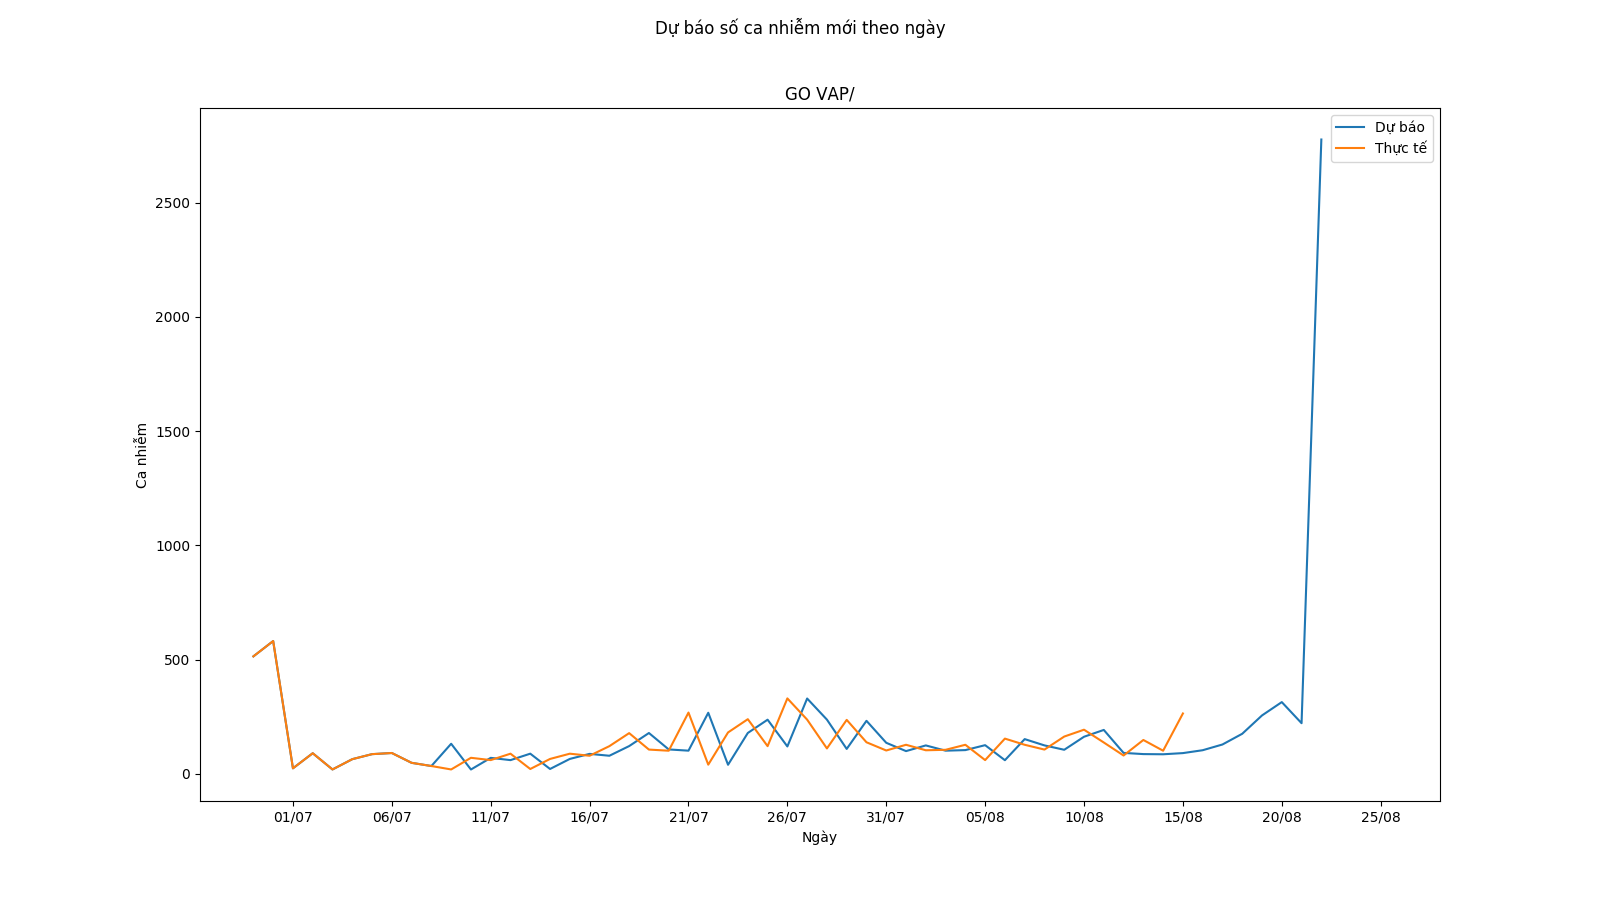 Dự báo số ca nhiễm mới theo ngày
GO VAP/
Dự báo
Thực tế
2500
2000
1500
1000
500
0
Ca nhiễm
01/07 06/07 11/07 16/07 21/07 26/07 31/07 05/08 10/08 15/08 20/08 25/08
Ngày